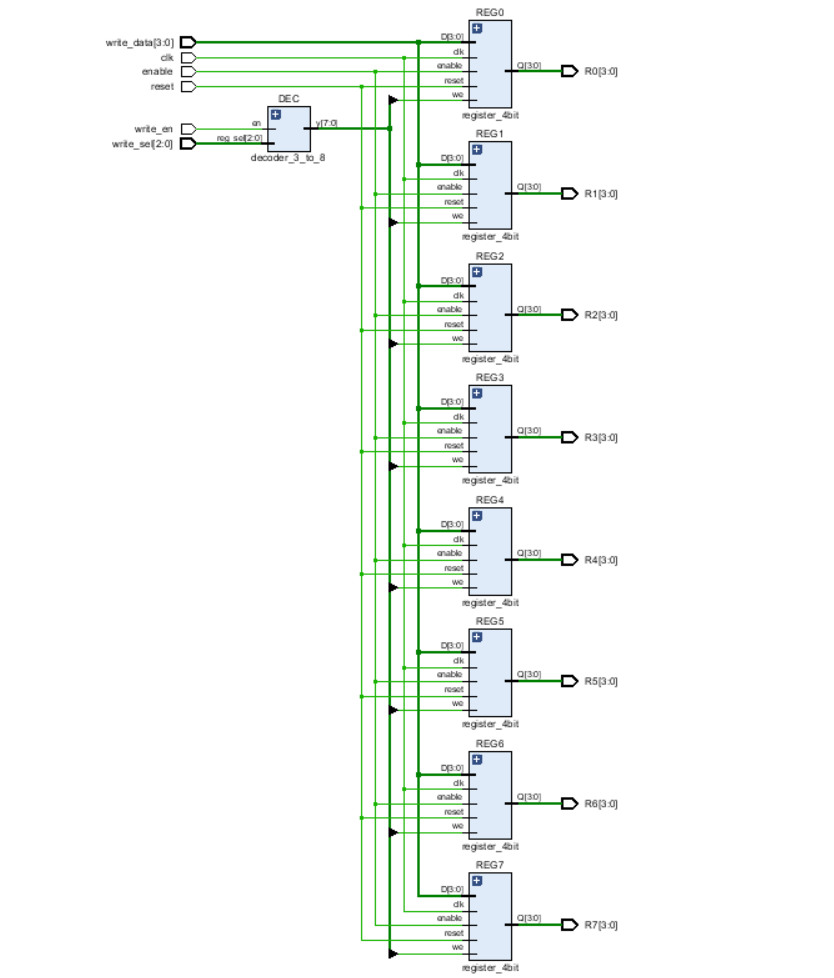 REG0
write_data[3:0]
D[3:0]
clk
clk
enable
enable
Q[3:0]
R0[3:0]
reset
reset
we
register_4bit
DEC
write_en
en
y[7:0]
write_sel[2:0]
reg_sel[2:0]
decoder_3_to_8
REG1
D[3:0]
clk
enable
Q[3:0]
R1[3:0]
reset
we
register_4bit
REG2
D[3:0]
clk
enable
Q[3:0]
R2[3:0]
reset
we
register_4bit
REG3
D[3:0]
clk
enable
Q[3:0]
R3[3:0]
reset
we
register_4bit
REG4
D[3:0]
clk
enable
Q[3:0]
R4[3:0]
reset
we
register_4bit
REG5
D[3:0]
clk
enable
Q[3:0]
R5[3:0]
reset
we
register_4bit
REG6
D[3:0]
clk
enable
Q[3:0]
R6[3:0]
reset
we
register_4bit
REG7
D[3:0]
clk
enable
Q[3:0]
R7[3:0]
reset
we
register_4bit